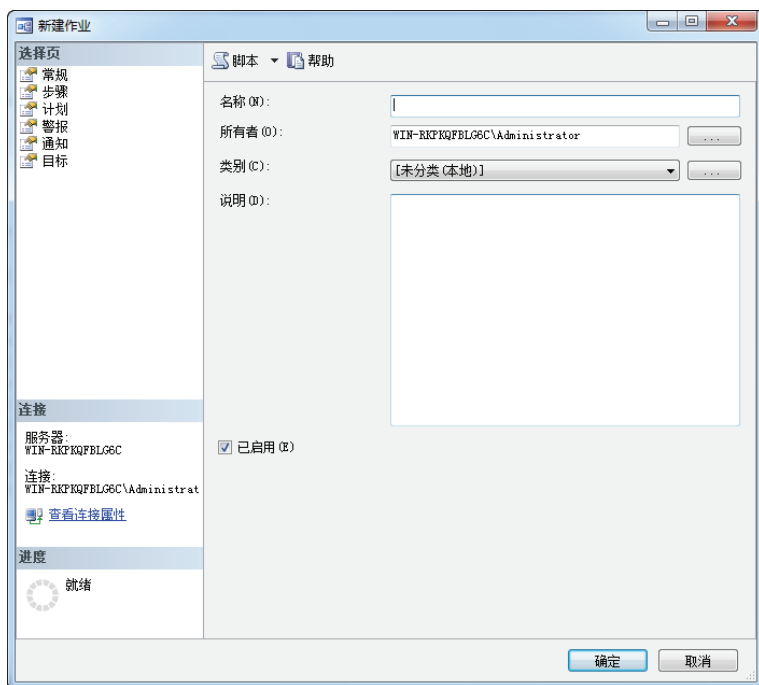 新建作业
选择页
常规
步骤
计划
警报
通知
目标
脚本 帮助
名称(N):
所有者(O): WIN-RKPKQFBLG6C\Administrator ...
类别(C): [未分类(本地)] ...
说明(D):
已启用(E)
连接
服务器:
WIN-RKPKQFBLG6C
连接:
WIN-RKPKQFBLG6C\Administrat
查看连接属性
进度
就绪
确定 取消